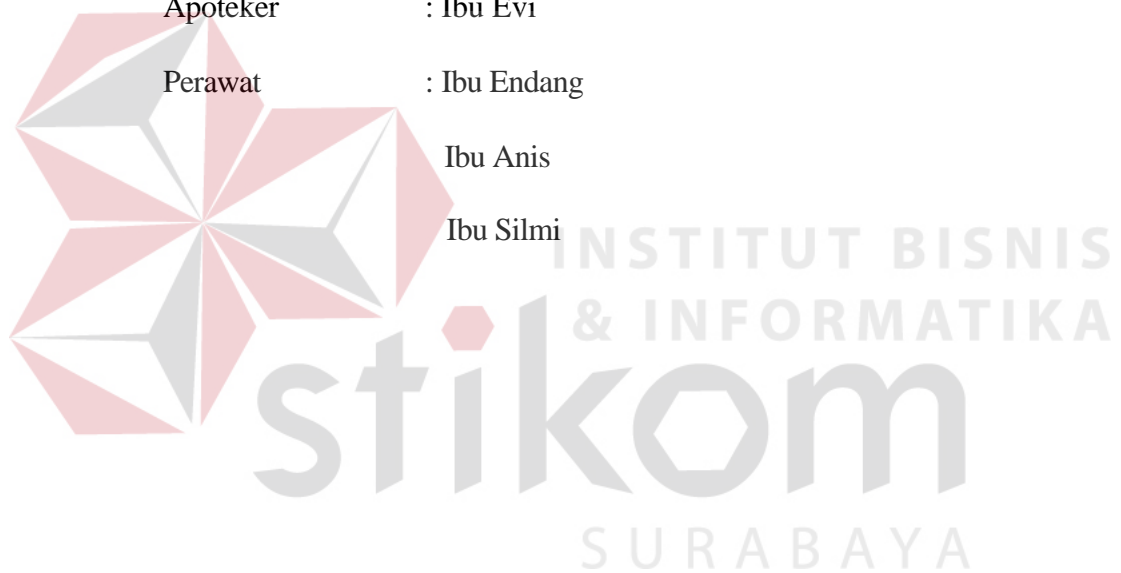 Apoteker : Ibu Evi
Perawat : Ibu Endang
Ibu Anis
Ibu Silmi
INSTITUT BISNIS
& INFORMATIKA
stikom
SURABAYA